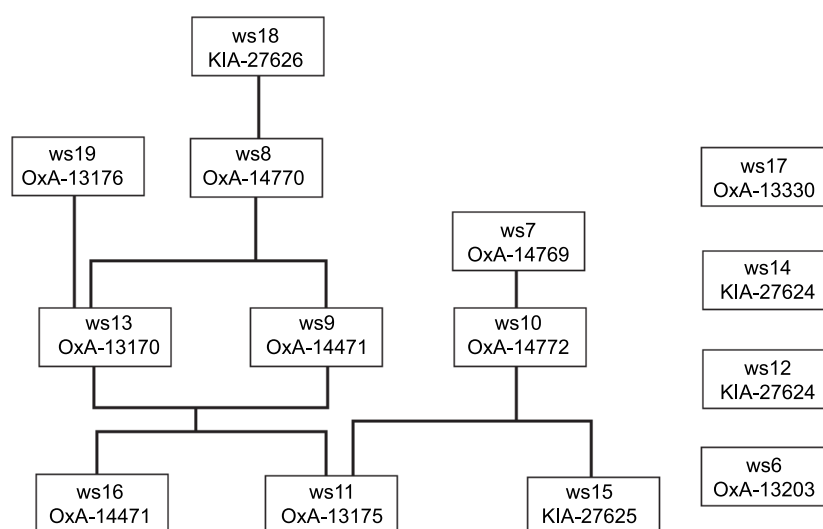 ws18
KIA-27626
ws19
OxA-13176
ws8
OxA-14770
ws17
OxA-13330
ws7
OxA-14769
ws14
KIA-27624
ws13
OxA-13170
ws9
OxA-14471
ws10
OxA-14772
ws12
KIA-27624
ws16
OxA-14471
ws11
OxA-13175
ws15
KIA-27625
ws6
OxA-13203